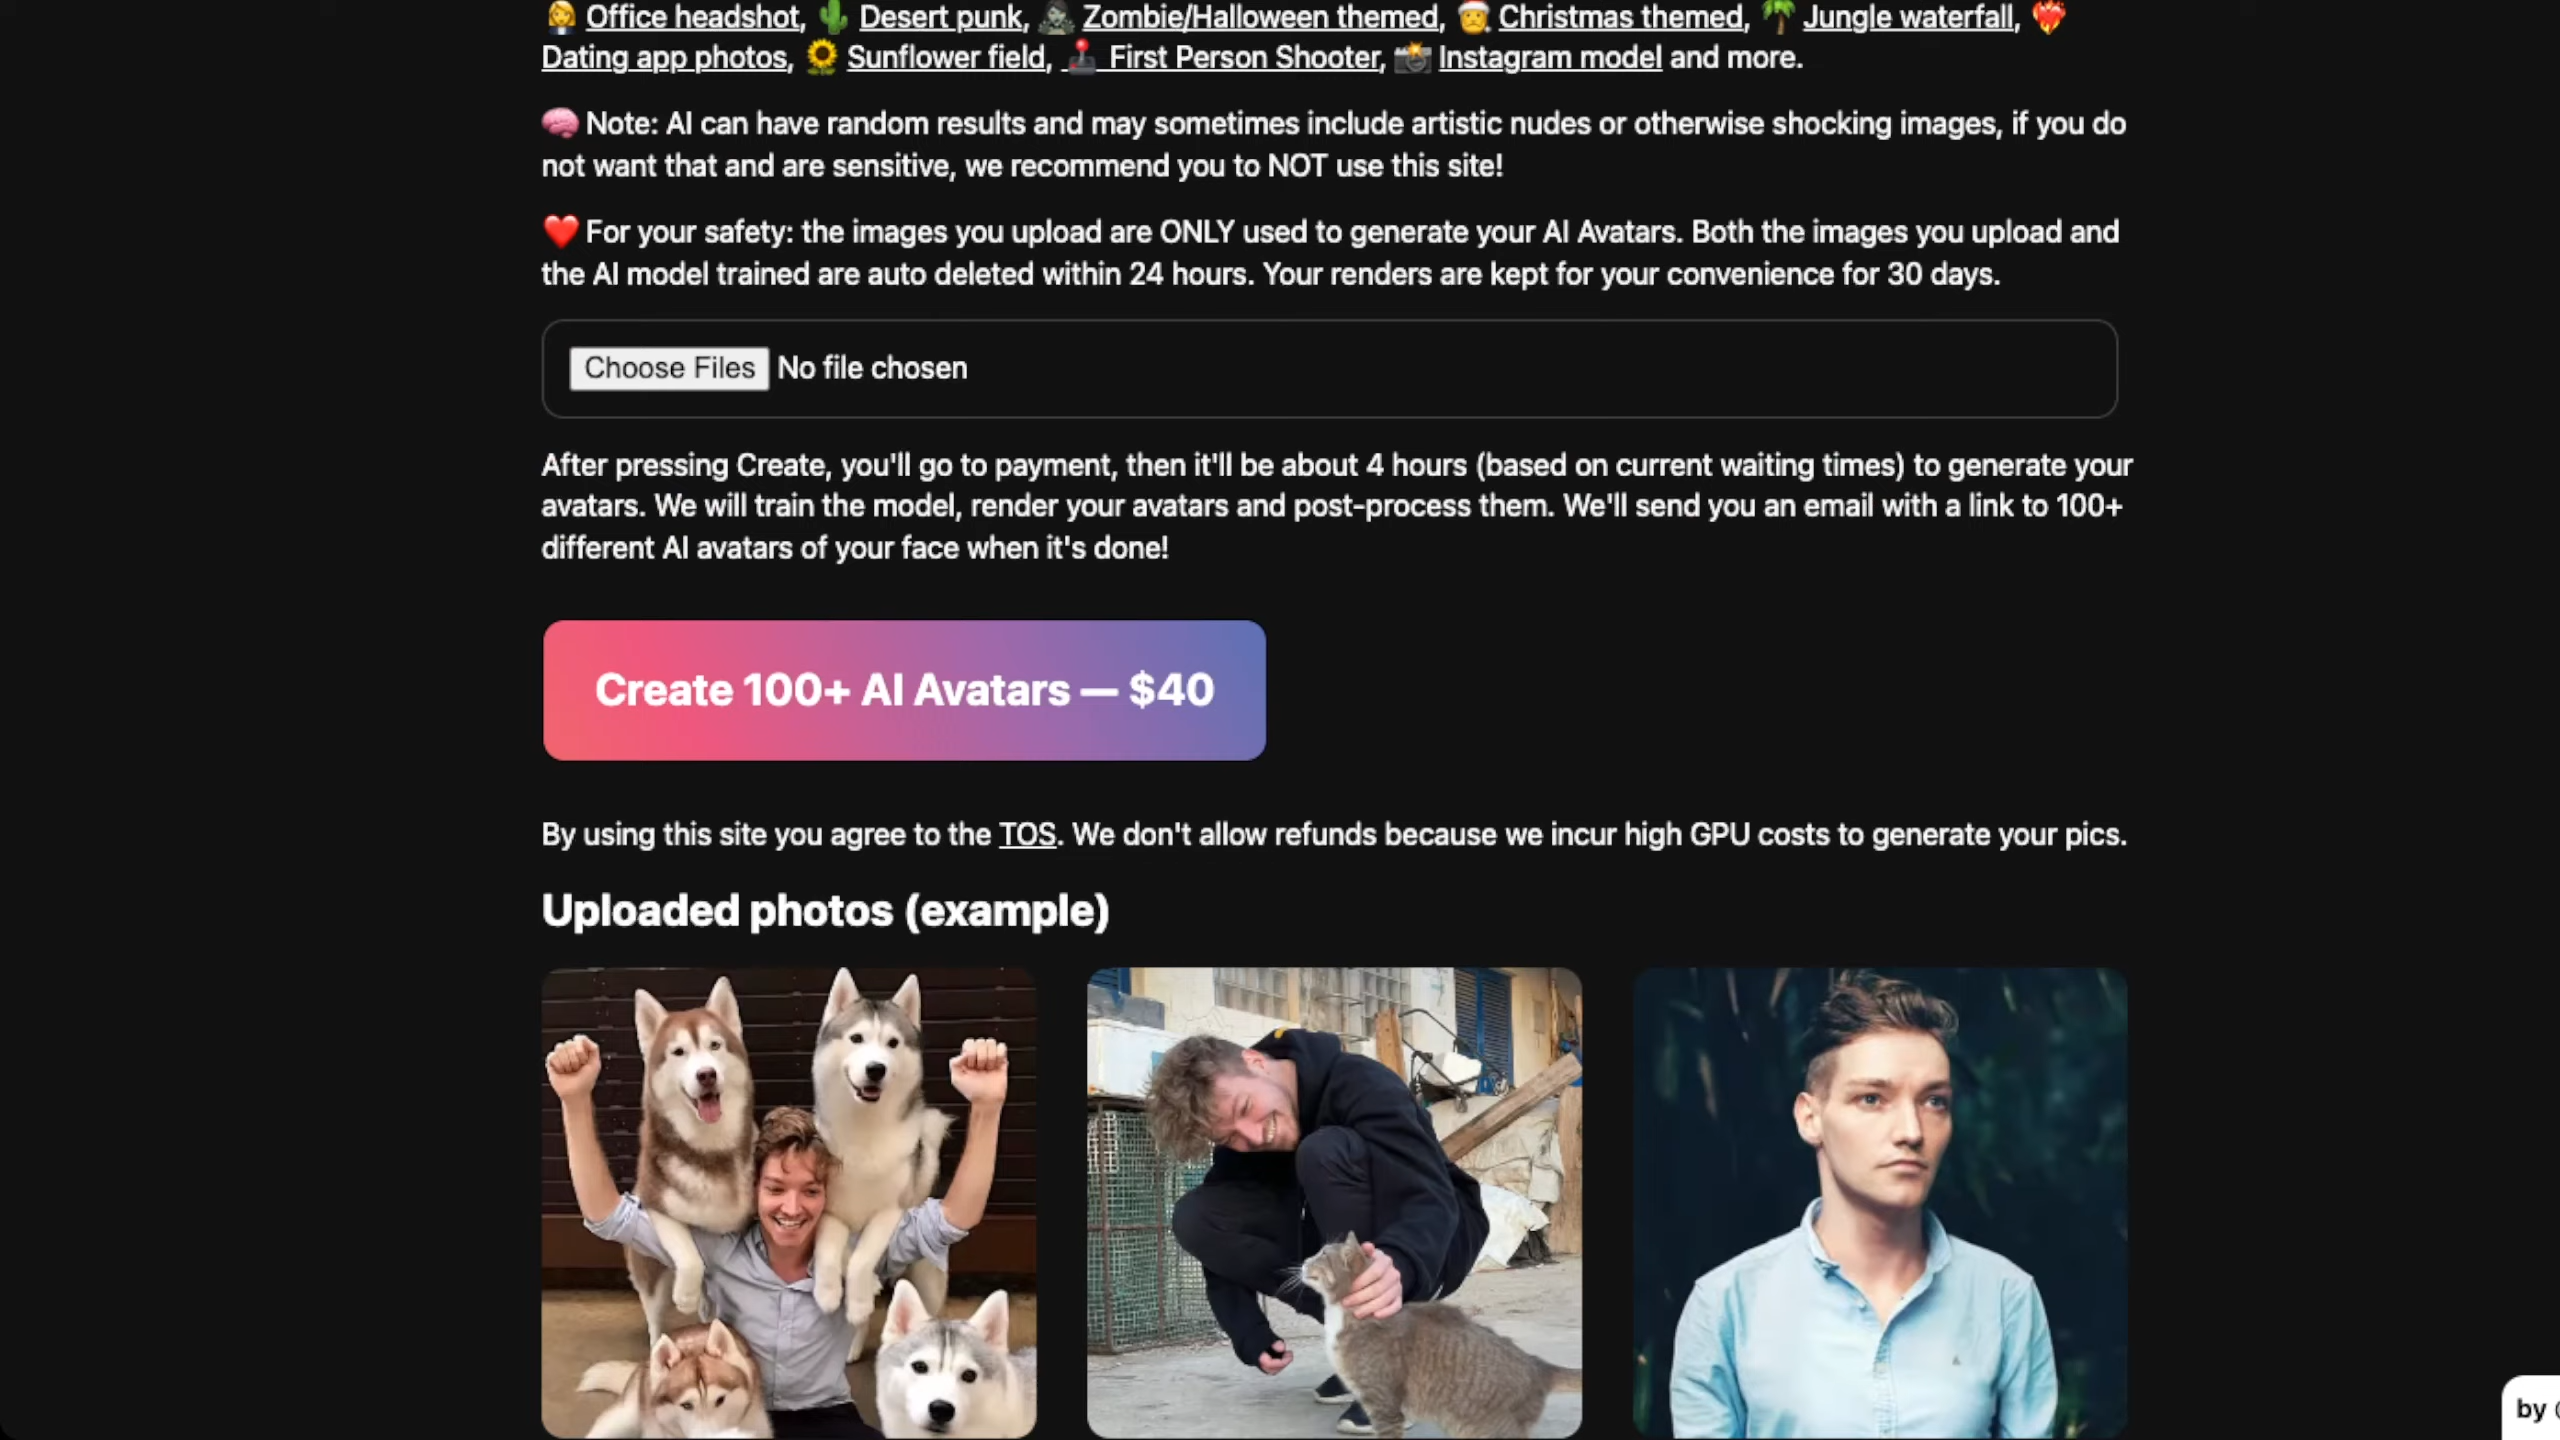 Office headshot, Desert punk, Zombie/Halloween themed, Christmas themed, Jungle waterfall,
Dating app photos, Sunflower field, First Person Shooter, Instagram model and more.
Note: AI can have random results and may sometimes include artistic nudes or otherwise shocking images, if you do
not want that and are sensitive, we recommend you to NOT use this site!
For your safety: the images you upload are ONLY used to generate your AI Avatars. Both the images you upload and
the AI model trained are auto deleted within 24 hours. Your renders are kept for your convenience for 30 days.
Choose Files No file chosen
After pressing Create, you'll go to payment, then it'll be about 4 hours (based on current waiting times) to generate your
avatars. We will train the model, render your avatars and post-process them. We'll send you an email with a link to 100+
different AI avatars of your face when it's done!
Create 100+ AI Avatars — $40
By using this site you agree to the TOS. We don't allow refunds because we incur high GPU costs to generate your pics.
Uploaded photos (example)
by